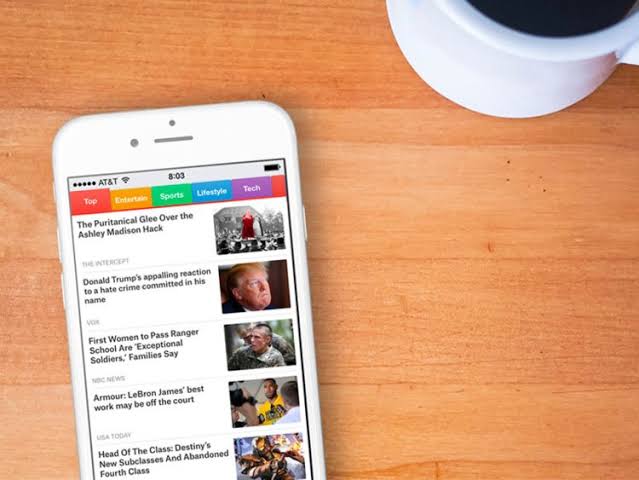 AT&T 8:03
Top Entertain Sports Lifestyle Tech
The Puritanical Glee Over the
Ashley Madison Hack
THE INTERCEPT
Donald Trump's appalling reaction
to a hate crime committed in his
name
VOX
First Women to Pass Ranger
School Are 'Exceptional
Soldiers,' Families Say
NBC NEWS
Armour: LeBron James' best
work may be off the court
USA TODAY
Head Of The Class: Destiny's
New Subclasses And Abandoned
Fourth Class